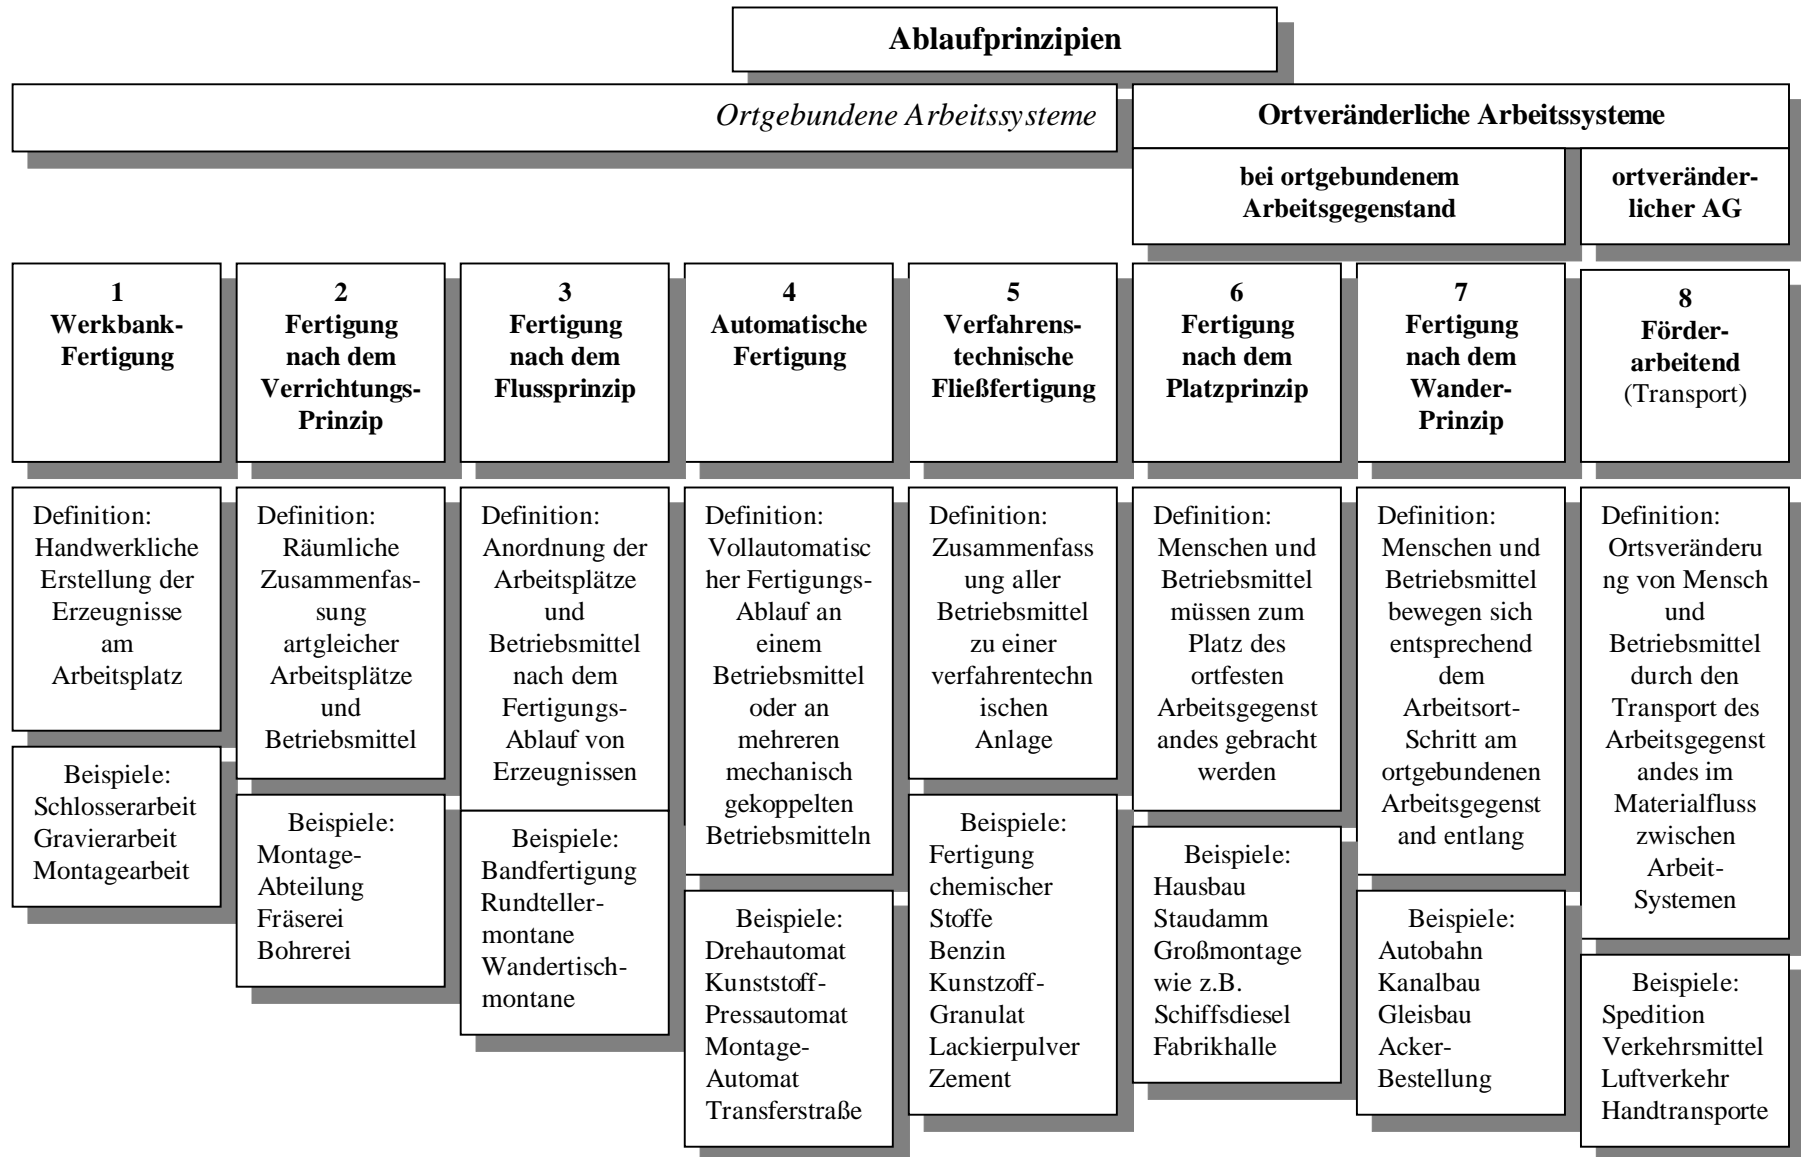 Ablaufprinzipien
Ortgebundene Arbeitssysteme
Ortveränderliche Arbeitssysteme
bei ortgebundenem
Arbeitsgegenstand
ortveränder-
licher AG
1
Werkbank-
Fertigung
2
Fertigung
nach dem
Verrichtungs-
Prinzip
3
Fertigung
nach dem
Flussprinzip
4
Automatische
Fertigung
5
Verfahrens-
technische
Fließfertigung
6
Fertigung
nach dem
Platzprinzip
7
Fertigung
nach dem
Wander-
Prinzip
8
Förder-
arbeitend
(Transport)
Definition:
Handwerkliche
Erstellung der
Erzeugnisse
am
Arbeitsplatz
Beispiele:
Schlosserarbeit
Gravierarbeit
Montagearbeit
Definition:
Räumliche
Zusammenfas-
sung
artgleicher
Arbeitsplätze
und
Betriebsmittel
Beispiele:
Montage-
Abteilung
Fräserei
Bohrerei
Definition:
Anordnung der
Arbeitsplätze
und
Betriebsmittel
nach dem
Fertigungs-
Ablauf von
Erzeugnissen
Beispiele:
Bandfertigung
Rundteller-
montane
Wandertisch-
montane
Definition:
Vollautomatisc
her Fertigungs-
Ablauf an
einem
Betriebsmittel
oder an
mehreren
mechanisch
gekoppelten
Betriebsmitteln
Beispiele:
Drehautomat
Kunststoff-
Pressautomat
Montage-
Automat
Transferstraße
Definition:
Zusammenfass
ung aller
Betriebsmittel
zu einer
verfahrentechn
ischen
Anlage
Beispiele:
Fertigung
chemischer
Stoffe
Benzin
Kunstzoff-
Granulat
Lackierpulver
Zement
Definition:
Menschen und
Betriebsmittel
müssen zum
Platz des
ortfesten
Arbeitsgegenst
andes gebracht
werden
Beispiele:
Hausbau
Staudamm
Großmontage
wie z.B.
Schiffsdiesel
Fabrikhalle
Definition:
Menschen und
Betriebsmittel
bewegen sich
entsprechend
dem
Arbeitsort-
Schritt am
ortgebundenen
Arbeitsgegenst
and entlang
Beispiele:
Autobahn
Kanalbau
Gleisbau
Acker-
Bestellung
Definition:
Ortsveränderu
ng von Mensch
und
Betriebsmittel
durch den
Transport des
Arbeitsgegenst
andes im
Materialfluss
zwischen
Arbeit-
Systemen
Beispiele:
Spedition
Verkehrsmittel
Luftverkehr
Handtransporte